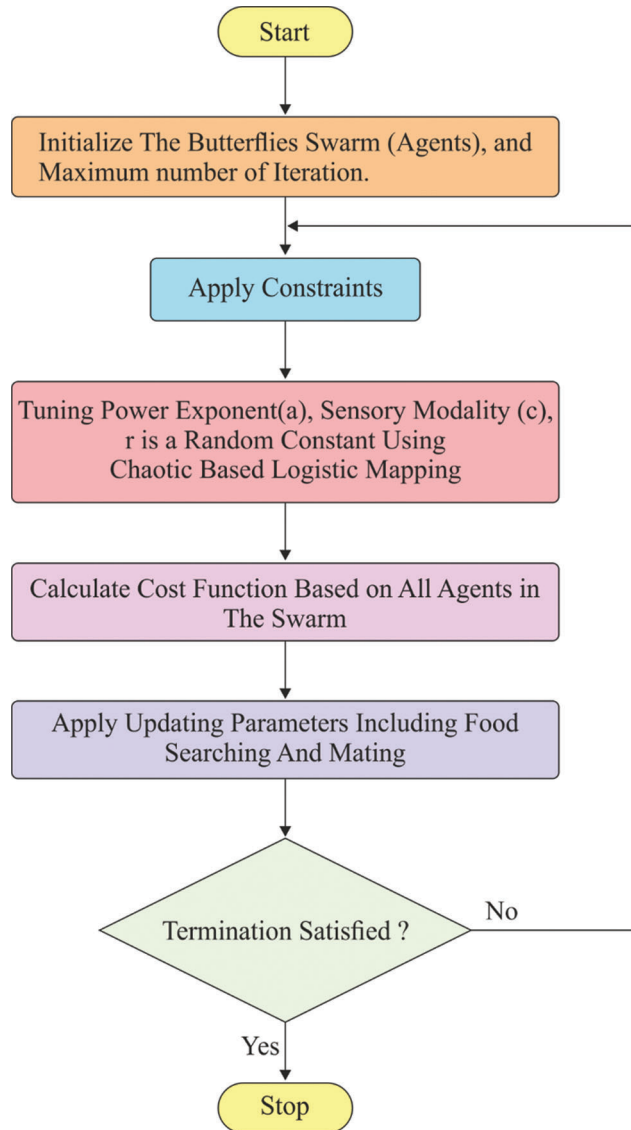 Start
Initialize The Butterflies Swarm (Agents), and
Maximum number of Iteration.
Apply Constraints
Tuning Power Exponent(a), Sensory Modality (c),
r is a Random Constant Using
Chaotic Based Logistic Mapping
Calculate Cost Function Based on All Agents in
The Swarm
Apply Updating Parameters Including Food
Searching And Mating
Termination Satisfied ?
No
Yes
Stop